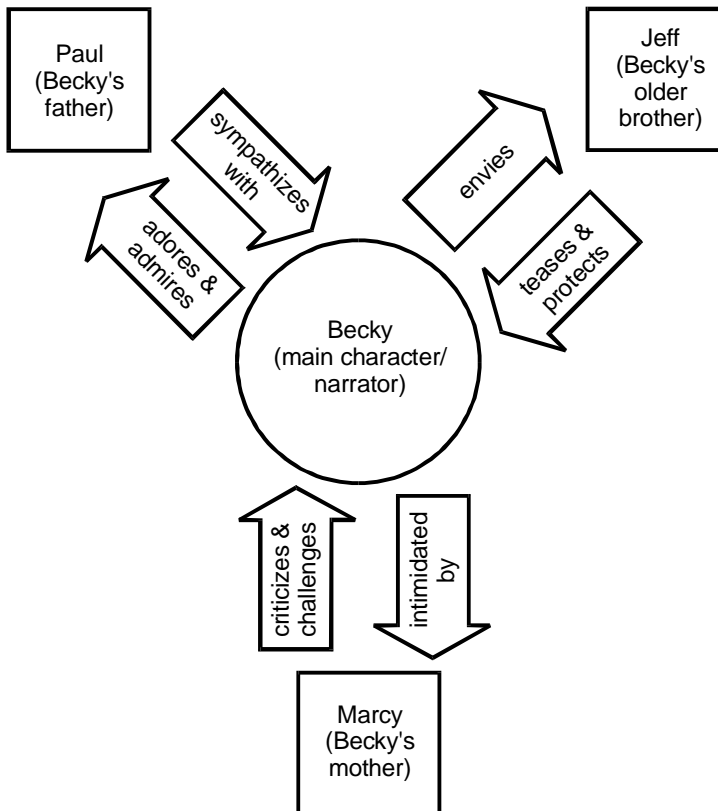 Paul
(Becky's
father)
Jeff
(Becky's
older
brother)
sympathizes
with
envies
adores &
admires
teases &
protects
Becky
(main character/
narrator)
criticizes &
challenges
intimidated
by
Marcy
(Becky's
mother)